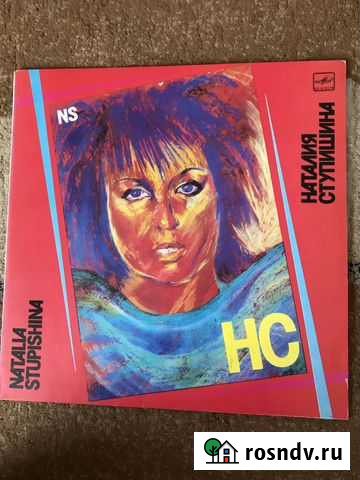 NS
НАТАЛИЯ
СТУПИШИНА
NATALIA
STUPISHINA
НС
rosndv.ru